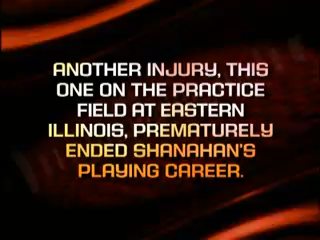 ANOTHER INJURY, THIS
ONE ON THE PRACTICE
FIELD AT EASTERN
ILLINOIS, PREMATURELY
ENDED SHANAHAN'S
PLAYING CAREER.